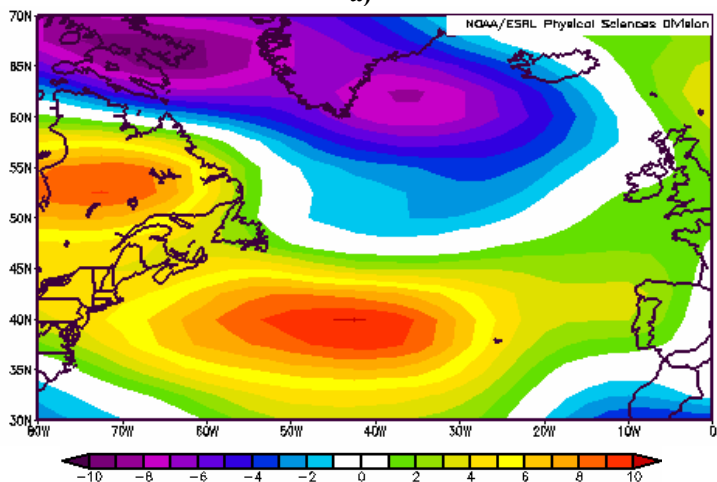 a)
70N
NOAA/ESRL Physical Sciences Division
65N
60N
55N
50N
45N
40N
35N
30N
80W 70W 60W 50W 40W 30W 20W 10W 0
-10 -8 -6 -4 -2 0 2 4 6 8 10